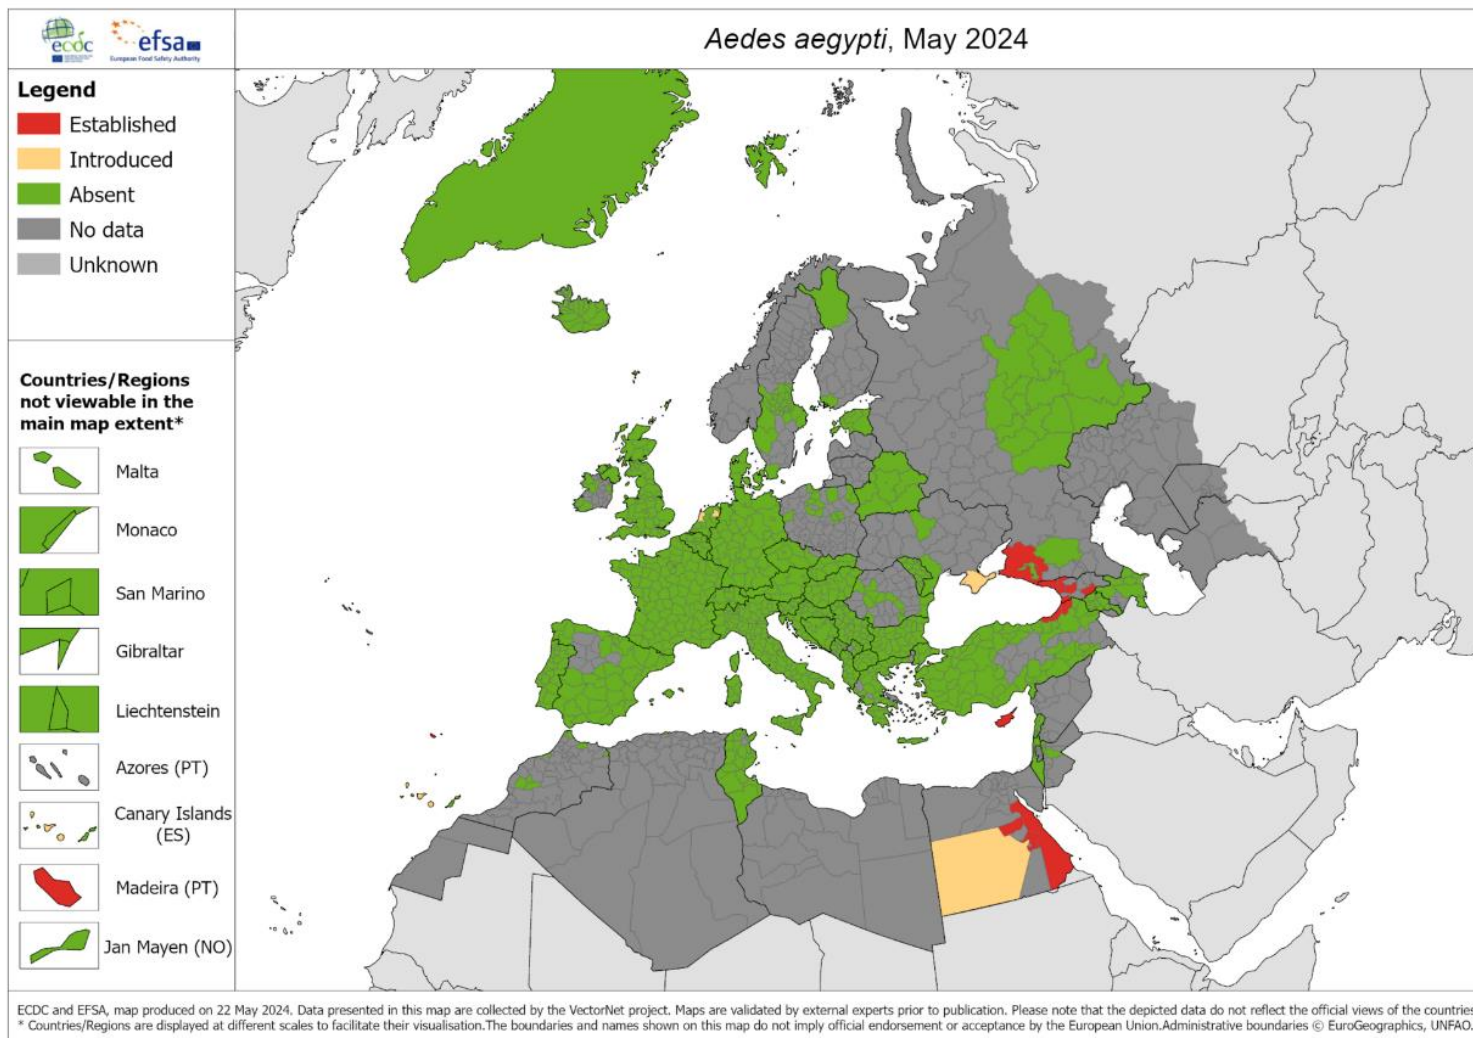 ecdc
efsa
European Food Safety Authority
Aedes aegypti, May 2024
Legend
Established
Introduced
Absent
No data
Unknown
Countries/Regions
not viewable in the
main map extent*
Malta
Monaco
San Marino
Gibraltar
Liechtenstein
Azores (PT)
Canary Islands
(ES)
Madeira (PT)
Jan Mayen (NO)
ECDC and EFSA, map produced on 22 May 2024. Data presented in this map are collected by the VectorNet project. Maps are validated by external experts prior to publication. Please note that the depicted data do not reflect the official views of the countries
* Countries/Regions are displayed at different scales to facilitate their visualisation.The boundaries and names shown on this map do not imply official endorsement or acceptance by the European Union.Administrative boundaries © EuroGeographics, UNFAO.